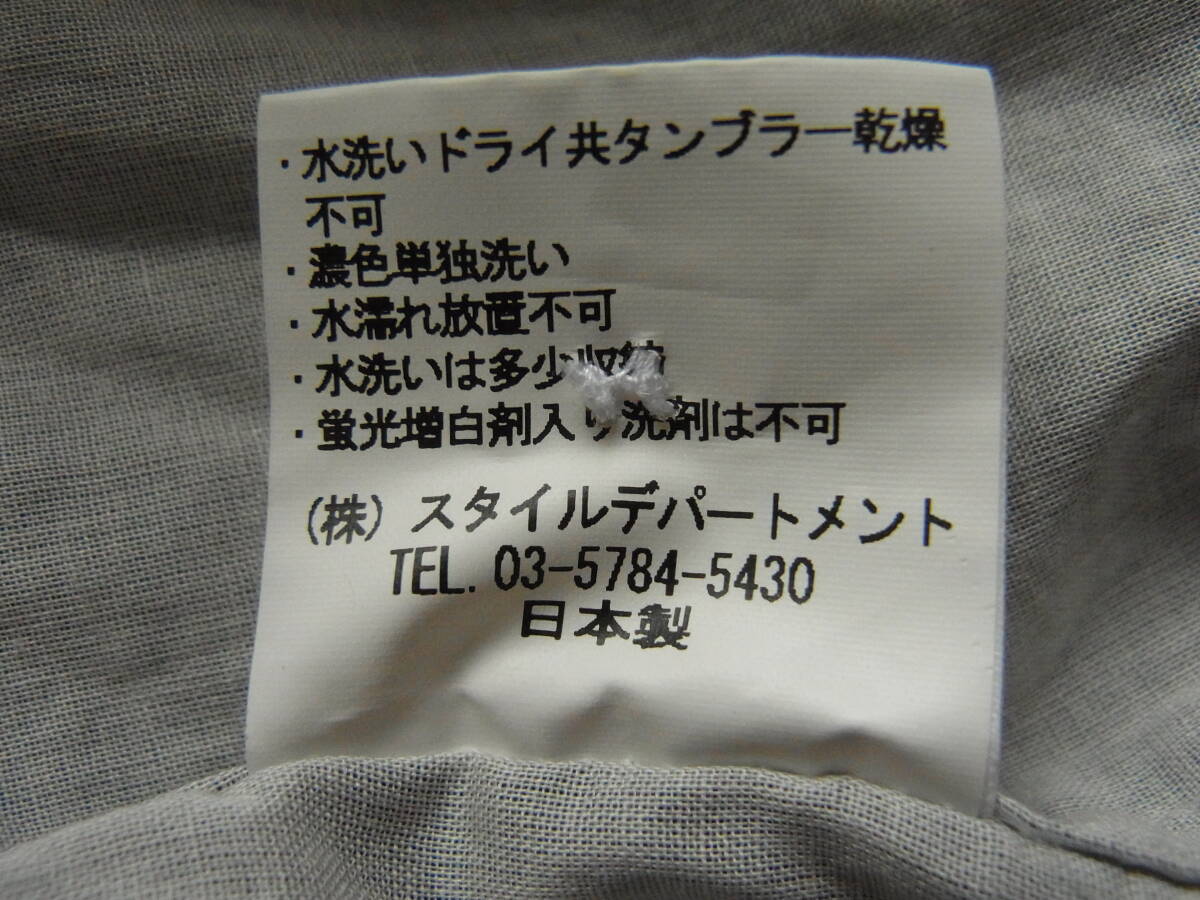 ・水洗いドライ共タンブラー乾燥
不可
・濃色単独洗い
・水濡れ放置不可
・水洗いは多少収縮
・蛍光増白剤入り洗剤は不可
(株)スタイルデパートメント
TEL. 03-5784-5430
日本製